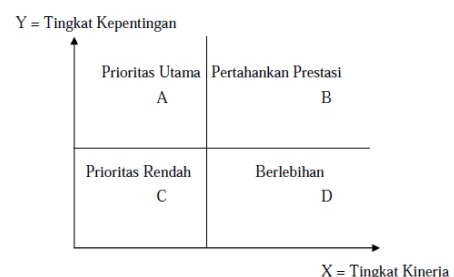 Y = Tingkat Kepentingan
Prioritas Utama Pertahankan Prestasi
A B
Prioritas Rendah Berlebihan
C D
X = Tingkat Kinerja